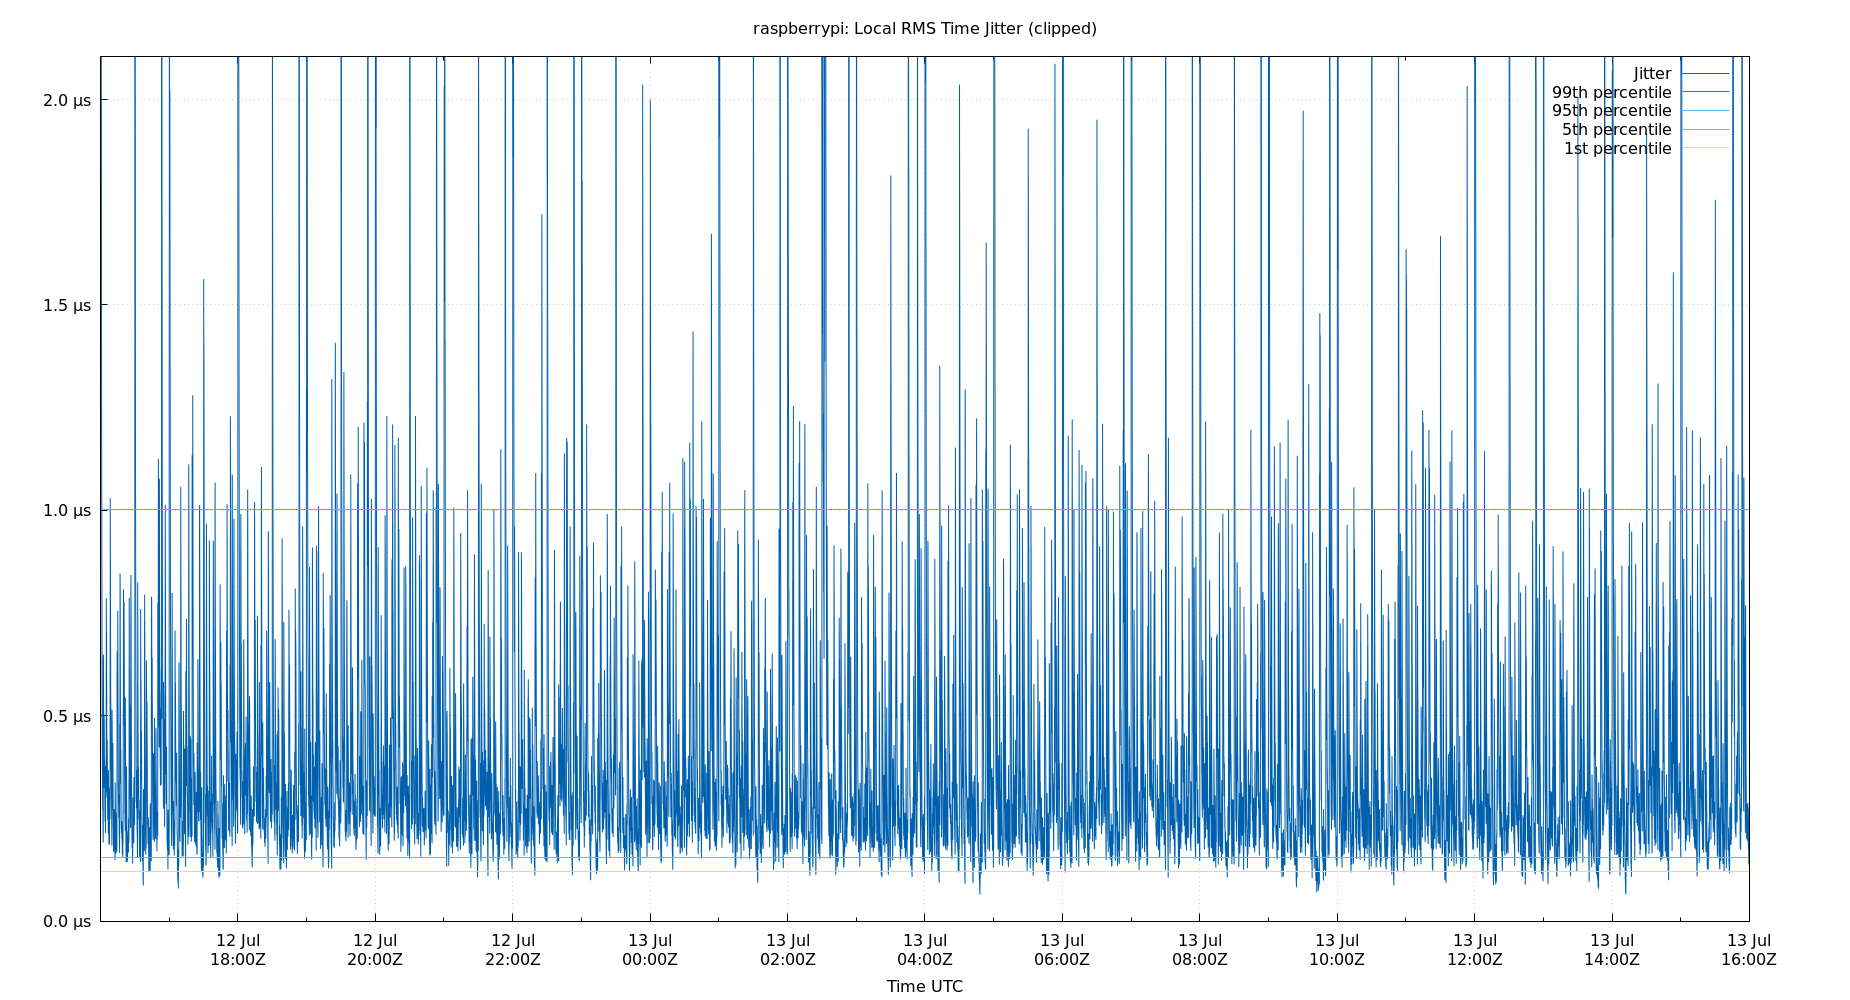 raspberrypi: Local RMS Time Jitter (clipped)
Jitter
99th percentile
95th percentile
5th percentile
1st percentile
2.0 µs
1.5 µs
1.0 µs
0.5 µs
0.0 µs
12 Jul 12 Jul 12 Jul 13 Jul 13 Jul 13 Jul 13 Jul 13 Jul 13 Jul 13 Jul 13 Jul 13 Jul
18:00Z 20:00Z 22:00Z 00:00Z 02:00Z 04:00Z 06:00Z 08:00Z 10:00Z 12:00Z 14:00Z 16:00Z
Time UTC